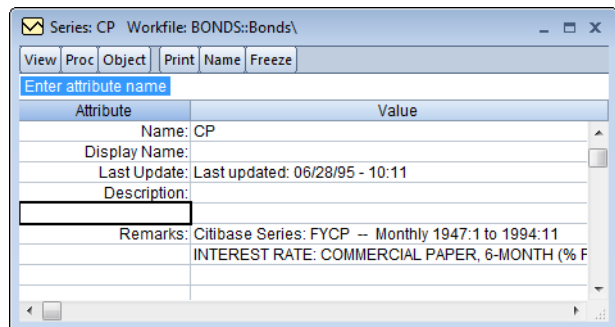 Series: CP   Workfile: BONDS::Bonds\
View Proc Object Print Name Freeze
Enter attribute name
Attribute Value
Name: CP
Display Name:
Last Update: Last updated: 06/28/95 - 10:11
Description:
Remarks: Citibase Series: FYCP  --  Monthly 1947:1 to 1994:11
INTEREST RATE: COMMERCIAL PAPER, 6-MONTH (%